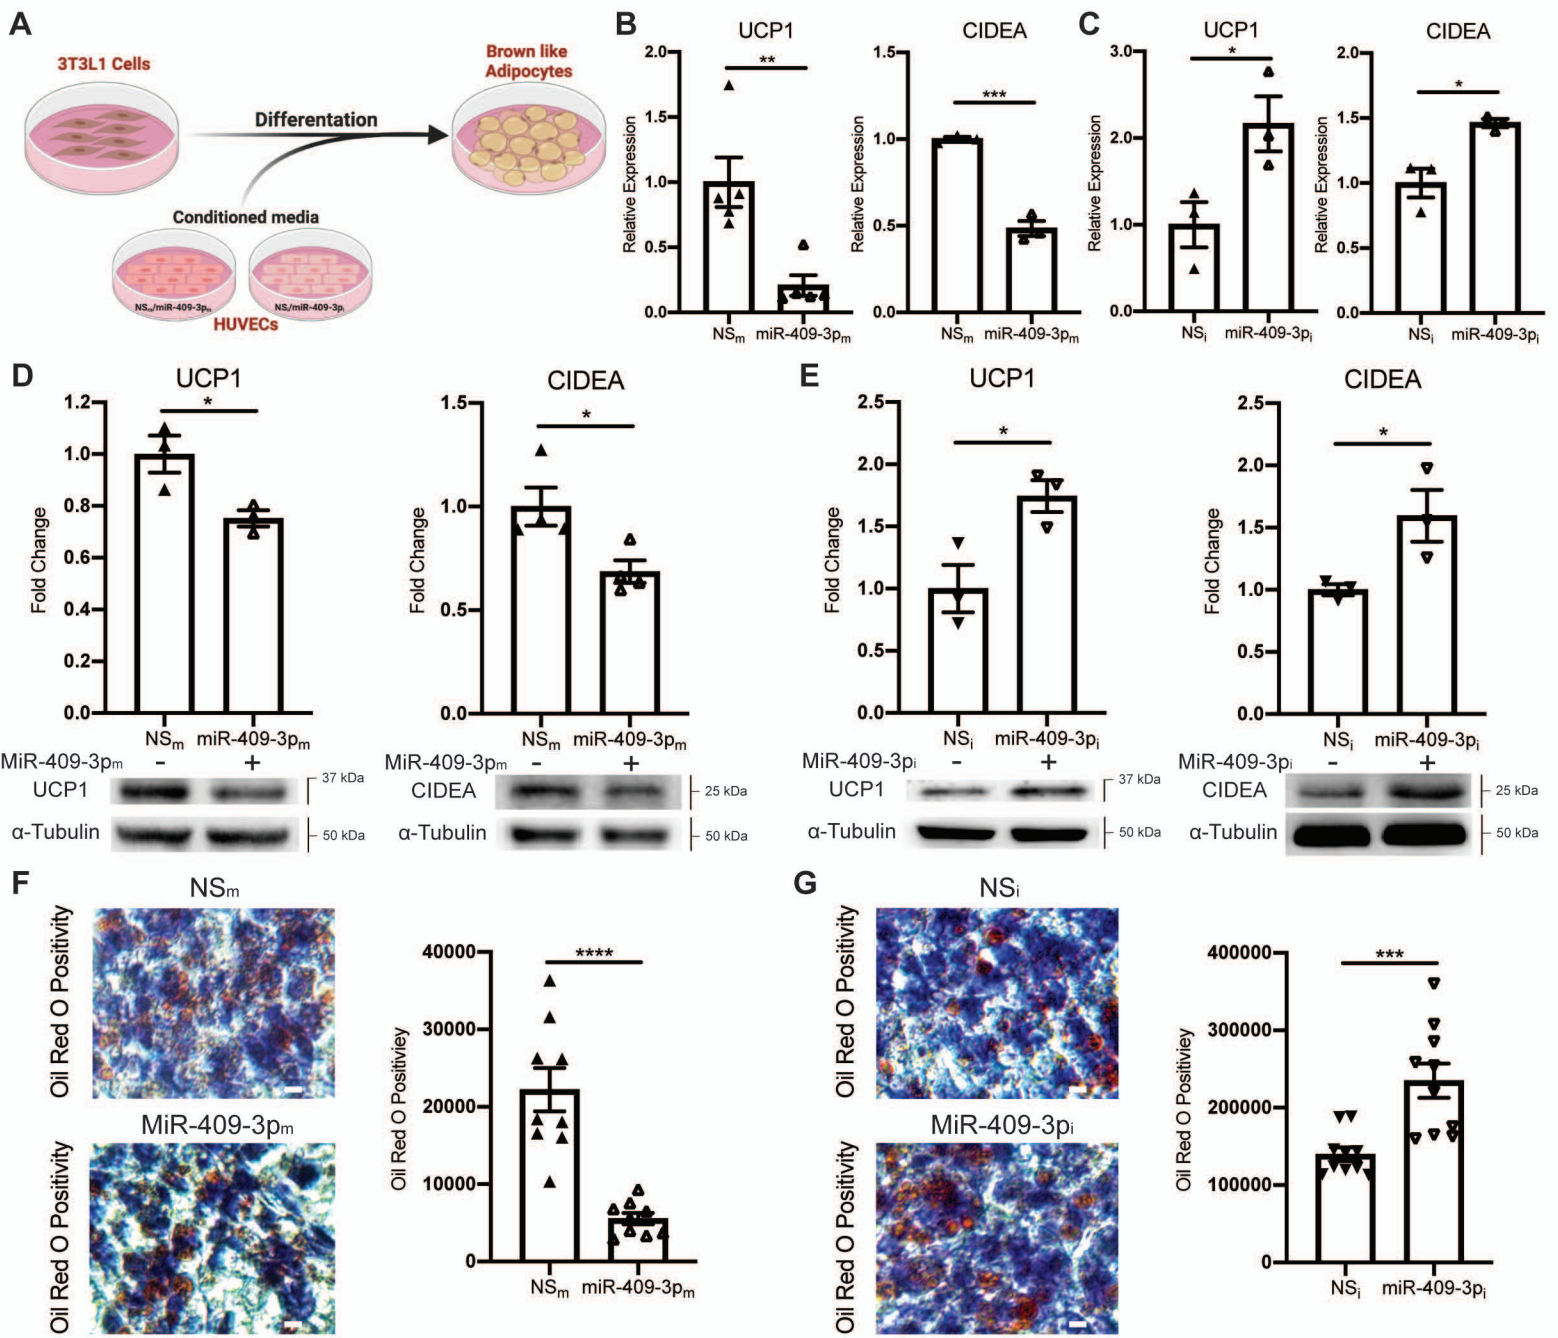 A
3T3L1 Cells
Brown like
Adipocytes
Differentation
Conditioned media
NSm/miR-409-3pm
NSi/miR-409-3pi
HUVECs
B
UCP1
**
Relative Expression
2.0
1.5
1.0
0.5
0.0
NSm miR-409-3pm
CIDEA
***
Relative Expression
1.5
1.0
0.5
0.0
NSm miR-409-3pm
C
UCP1
*
Relative Expression
3.0
2.0
1.0
0.0
NSi miR-409-3pi
CIDEA
*
Relative Expression
2.0
1.5
1.0
0.5
0.0
NSi miR-409-3pi
D
UCP1
*
Fold Change
1.2
1.0
0.8
0.6
0.4
0.2
0.0
NSm miR-409-3pm
MiR-409-3pm - +
UCP1 37 kDa
α-Tubulin 50 kDa
CIDEA
*
Fold Change
1.5
1.0
0.5
0.0
NSm miR-409-3pm
MiR-409-3pm - +
CIDEA 25 kDa
α-Tubulin 50 kDa
E
UCP1
*
Fold Change
2.5
2.0
1.5
1.0
0.5
0.0
NSi miR-409-3pi
MiR-409-3pi - +
UCP1 37 kDa
α-Tubulin 50 kDa
CIDEA
*
Fold Change
2.5
2.0
1.5
1.0
0.5
0.0
NSi miR-409-3pi
MiR-409-3pi - +
CIDEA 25 kDa
α-Tubulin 50 kDa
F
NSm
Oil Red O Positivity
MiR-409-3pm
Oil Red O Positivity
****
Oil Red O Positiviey
40000
30000
20000
10000
0
NSm miR-409-3pm
G
NSi
Oil Red O Positivity
MiR-409-3pi
Oil Red O Positivity
***
Oil Red O Positiviey
400000
300000
200000
100000
0
NSi miR-409-3pi